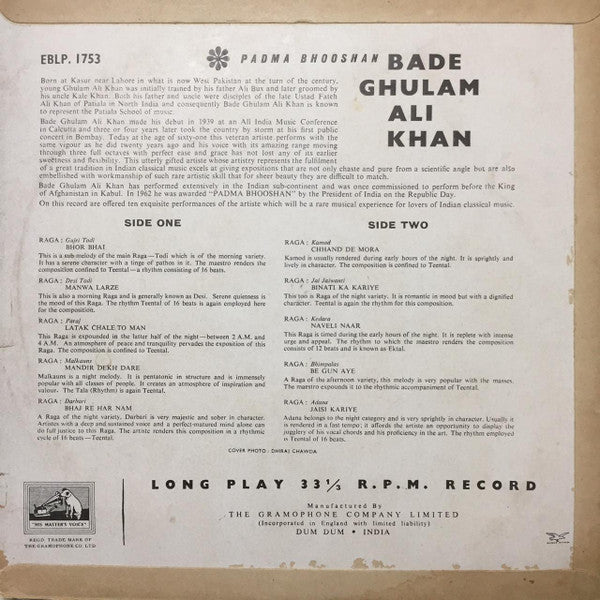 EBLP. 1753
PADMA BHOOSHAN
BADE
GHULAM
ALI
KHAN
Born at Kasur near Lahore in what is now West Pakistan at the turn of the century,
young Ghulam Ali Khan was initially trained by his father Ali Bux and later groomed by
his uncle Kale Khan. Both his father and uncle were disciples of the late Ustad Fateh
Ali Khan of Patiala in North India and consequently Bade Ghulam Ali Khan is known
to represent the Patiala School of music.
Bade Ghulam Ali Khan made his debut in 1939 at an All India Music Conference
in Calcutta and three or four years later took the country by storm at his first public
concert in Bombay. Today at the age of sixty-one this veteran artiste performs with the
same vigour as he did twenty years ago and his voice with its amazing range moving
through three full octaves with perfect ease and grace has not lost any of its earlier
sweetness and flexibility. This utterly gifted artiste whose artistry represents the fulfilment
of a great tradition in Indian classical music excels at giving expositions that are not only chaste and pure from a scientific angle but are also
embellished with workmanship of such rare artistic skill that for sheer beauty they are difficult to match.
Bade Ghulam Ali Khan has performed extensively in the Indian sub-continent and was once commissioned to perform before the King
of Afghanistan in Kabul. In 1962 he was awarded "PADMA BHOOSHAN" by the President of India on the Republic Day.
On this record are offered ten exquisite performances of the artiste which will be a rare musical experience for lovers of Indian classical music.
SIDE ONE
RAGA: Gujri Todi
BHOR BHAI
This is a sub-melody of the main Raga—Todi which is of the morning variety.
It has a serene character with a tinge of pathos in it. The maestro renders the
composition confined to Teental—a rhythm consisting of 16 beats.
RAGA: Desi Todi
MANWA LARZE
This is also a morning Raga and is generally known as Desi. Serene quietness is
the mood of this Raga. The rhythm Teental of 16 beats is again employed here
for the composition.
RAGA: Paraj
LATAK CHALE TO MAN
This Raga is expounded in the latter half of the night—between 2 A.M. and
4 A.M. An atmosphere of peace and tranquility pervades the exposition of this
Raga. The composition is confined to Teental.
RAGA: Malkauns
MANDIR DEKH DARE
Malkauns is a night melody. It is pentatonic in structure and is immensely
popular with all classes of people. It creates an atmosphere of inspiration and
valour. The Tala (Rhythm) is again Teental.
RAGA: Darbari
BHAJ RE HAR NAM
A Raga of the night variety, Darbari is very majestic and sober in character.
Artistes with a deep and sustained voice and a perfect-matured mind alone can
do full justice to this Raga. The artiste renders this composition in a rhythmic
cycle of 16 beats—Teental.
SIDE TWO
RAGA: Kamod
CHHAND DE MORA
Kamod is usually rendered during early hours of the night. It is sprightly and
lively in character. The composition is confined to Teental.
RAGA: Jai Jaiwanti
BINATI KA KARIYE
This too is Raga of the night variety. It is romantic in mood but with a dignified
character. Teental is again the rhythm for this composition.
RAGA: Kedara
NAVELI NAAR
This Raga is timed during the early hours of the night. It is replete with intense
urge and appeal. The rhythm to which the maestro renders the composition
consists of 12 beats and is known as Ektal.
RAGA: Bhimpalas
BE GUN AYE
A Raga of the afternoon variety, this melody is very popular with the masses.
The maestro expounds it to the rhythmic accompaniment of Teental.
RAGA: Adana
JAISI KARIYE
Adana belongs to the night category and is very sprightly in character. Usually it
is rendered in a fast tempo; it affords the artiste an opportunity to display the
jugglery of his vocal chords and his proficiency in the art. The rhythm employed
is Teental of 16 beats.
COVER PHOTO: DHIRAJ CHAWDA
LONG PLAY 33⅓ R.P.M. RECORD
Manufactured By
THE GRAMOPHONE COMPANY LIMITED
(Incorporated in England with limited liability)
DUM DUM • INDIA
"HIS MASTER'S VOICE"
REGD. TRADE MARK OF
THE GRAMOPHONE CO. LTD